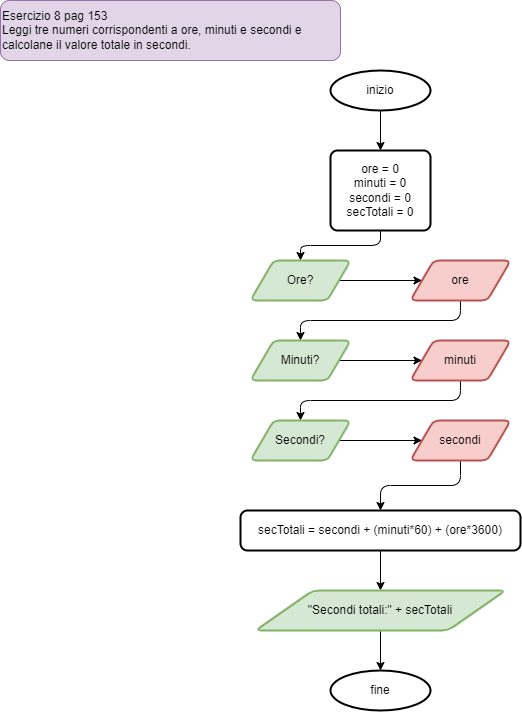 Esercizio 8 pag 153
Leggi tre numeri corrispondenti a ore, minuti e secondi e
calcolane il valore totale in secondi.
inizio
ore = 0
minuti = 0
secondi = 0
secTotali = 0
Ore?
ore
Minuti?
minuti
Secondi?
secondi
secTotali = secondi + (minuti*60) + (ore*3600)
"Secondi totali:" + secTotali
fine